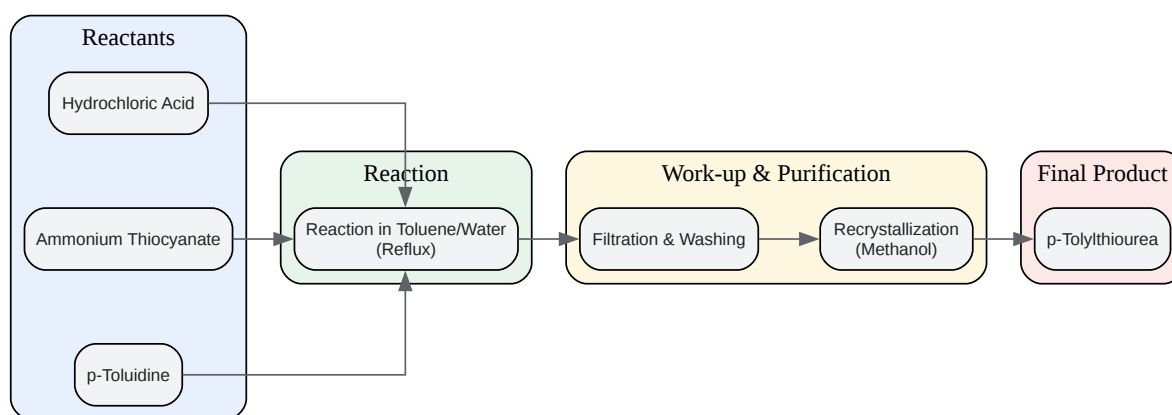 Reactants
Hydrochloric Acid
Ammonium Thiocyanate
p-Toluidine
Reaction
Reaction in Toluene/Water
(Reflux)
Work-up & Purification
Filtration & Washing
Recrystallization
(Methanol)
Final Product
p-Tolylthiourea